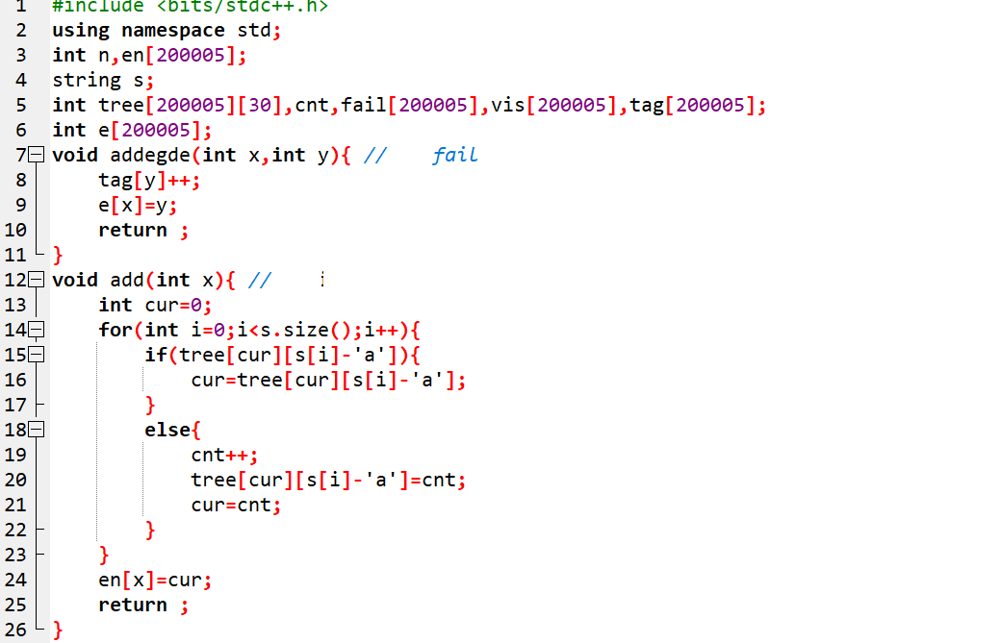 1 #include <bits/stdc++.h>
2 using namespace std;
3 int n,en[200005];
4 string s;
5 int tree[200005][30],cnt,fail[200005],vis[200005],tag[200005];
6 int e[200005];
7 void addegde(int x,int y){ // fail
8 tag[y]++;
9 e[x]=y;
10 return ;
11 }
12 void add(int x){ // i
13 int cur=0;
14 for(int i=0;i<s.size();i++){
15 if(tree[cur][s[i]-'a']){
16 cur=tree[cur][s[i]-'a'];
17 }
18 else{
19 cnt++;
20 tree[cur][s[i]-'a']=cnt;
21 cur=cnt;
22 }
23 }
24 en[x]=cur;
25 return ;
26 }